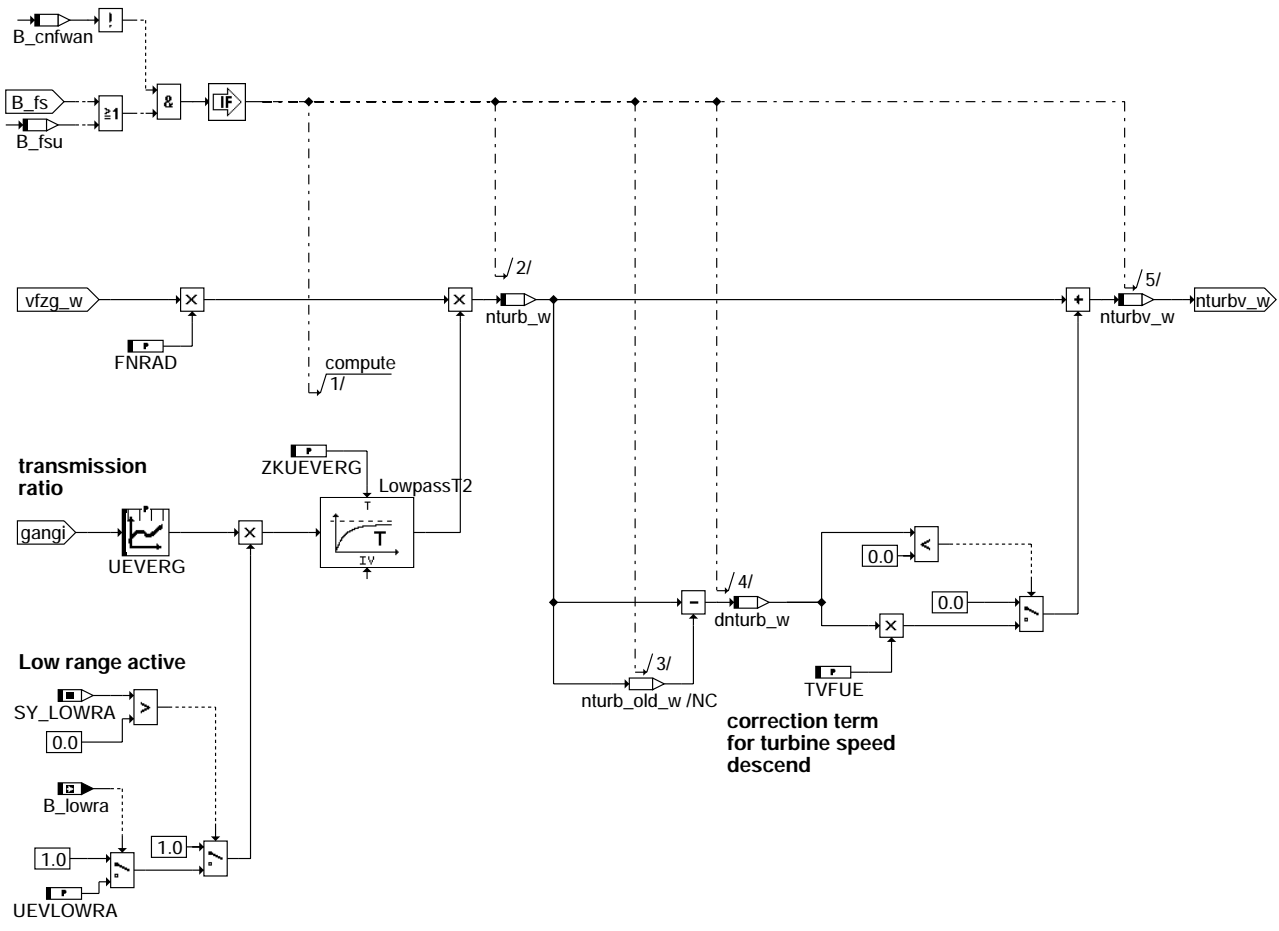 B_cnfwan
!
B_fs
B_fsu
≥1
&
IF
2/
5/
vfzg_w
nturb_w
nturbv_w
nturbv_w
FNRAD
P
compute
1/
P
ZKUEVERG
transmission
ratio
LowpassT2
T
gangi
P
T
IV
UEVERG
<
0.0
4/
0.0
dnturb_w
3/
P
TVFUE
nturb_old_w /NC
Low range active
SY_LOWRA
>
0.0
correction term
for turbine speed
descend
B_lowra
1.0
1.0
P
UEVLOWRA